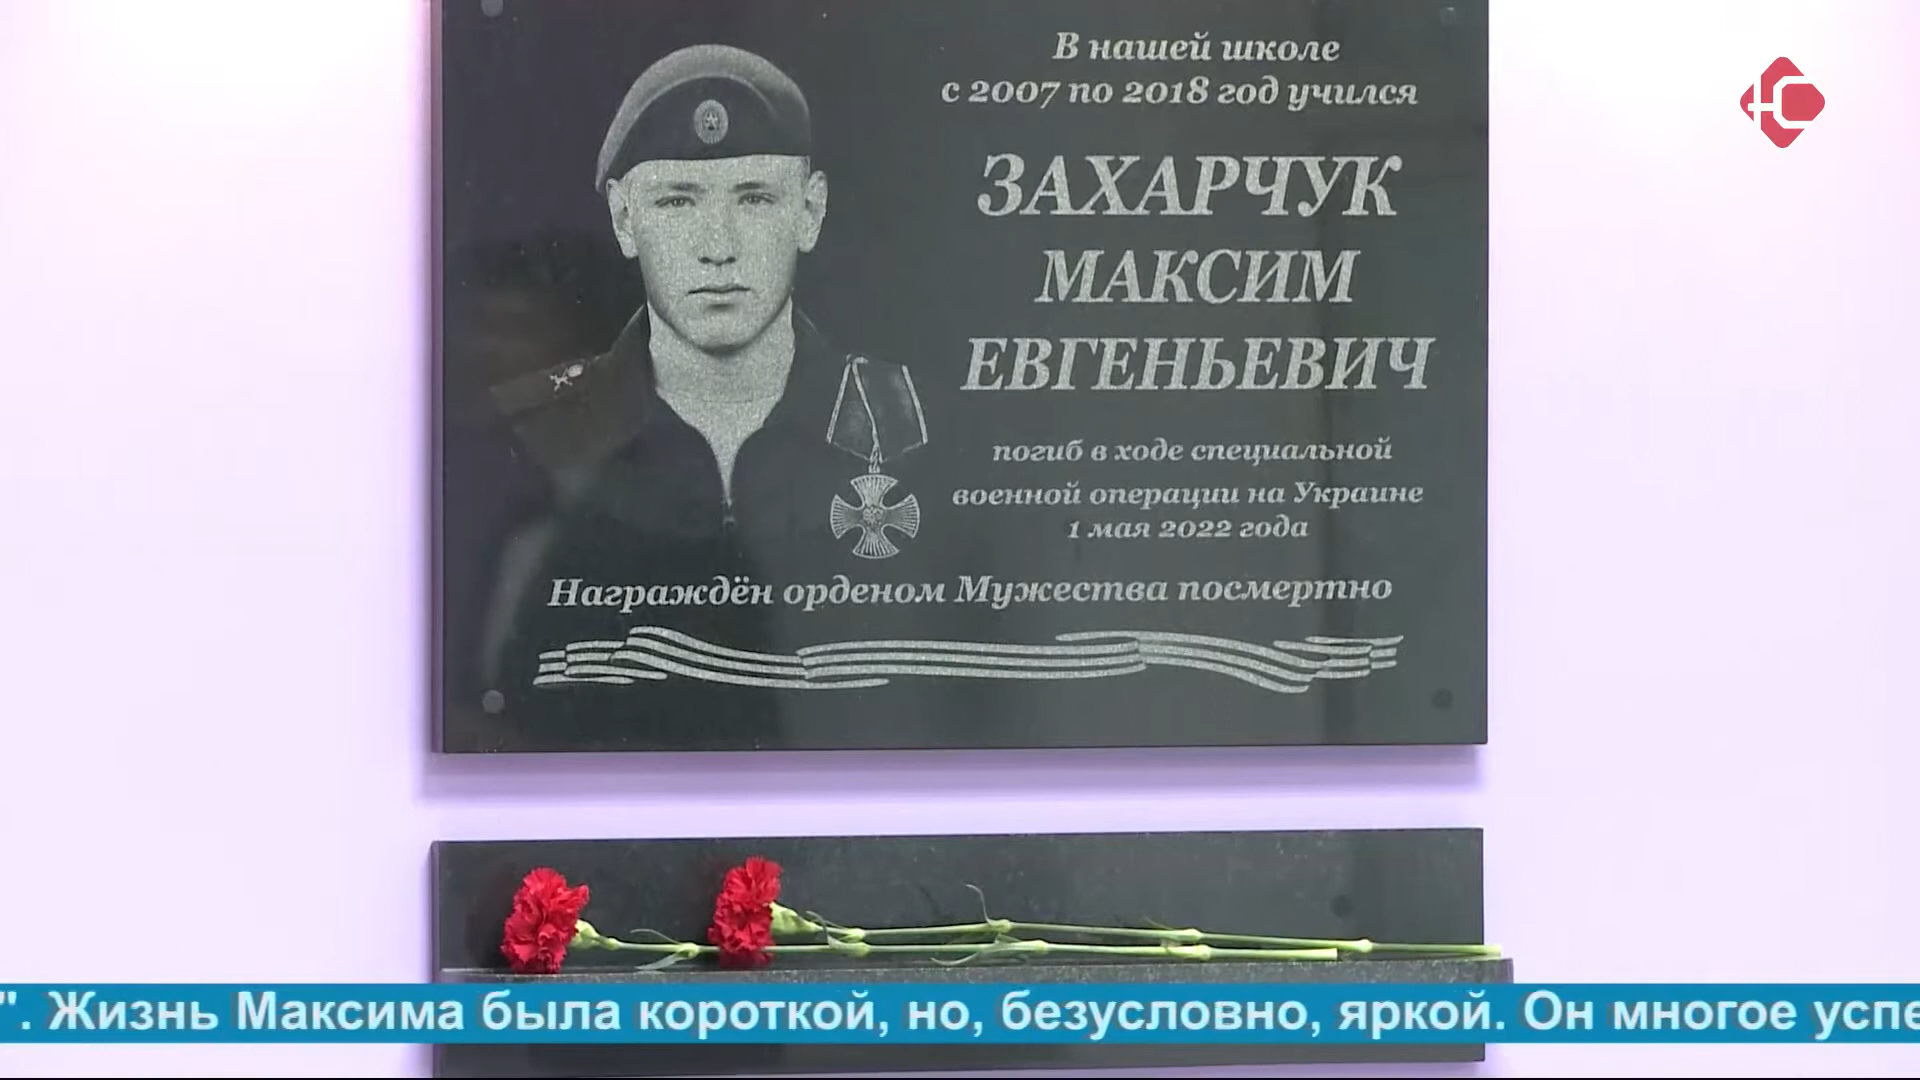 В нашей школе
с 2007 по 2018 год учился
ЗАХАРЧУК
МАКСИМ
ЕВГЕНЬЕВИЧ
погиб в ходе специальной
военной операции на Украине
1 мая 2022 года
Награждён орденом Мужества посмертно
". Жизнь Максима была короткой, но, безусловно, яркой. Он многое успе